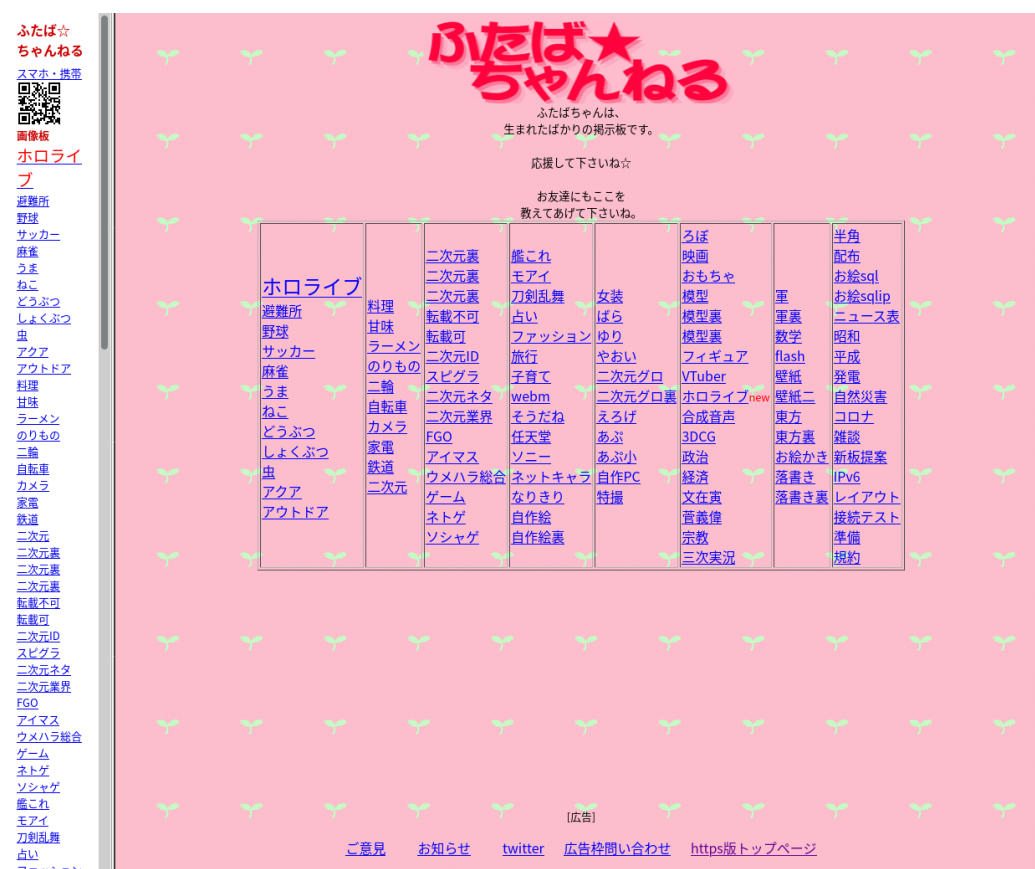 ふたば☆
ちゃんねる
スマホ・携帯
画像板
ホロライ
ブ
避難所
野球
サッカー
麻雀
うま
ねこ
どうぶつ
しょくぶつ
虫
アクア
アウトドア
料理
甘味
ラーメン
のりもの
二輪
自転車
カメラ
家電
鉄道
二次元
二次元裏
二次元裏
二次元裏
転載不可
転載可
二次元ID
スピグラ
二次元ネタ
二次元業界
FGO
アイマス
ウメハラ総合
ゲーム
ネトゲ
ソシャゲ
艦これ
モアイ
刀剣乱舞
占い
ファッション
ふたば★
ちゃんねる
ふたばちゃんは、
生まれたばかりの掲示板です。
応援して下さいね☆
お友達にもここを
教えてあげて下さいね。
ホロライブ
避難所
野球
サッカー
麻雀
うま
ねこ
どうぶつ
しょくぶつ
虫
アクア
アウトドア
料理
甘味
ラーメン
のりもの
二輪
自転車
カメラ
家電
鉄道
二次元
二次元裏
二次元裏
二次元裏
転載不可
転載可
二次元ID
スピグラ
二次元ネタ
二次元業界
FGO
アイマス
ウメハラ総合
ゲーム
ネトゲ
ソシャゲ
艦これ
モアイ
刀剣乱舞
占い
ファッション
旅行
子育て
webm
そうだね
任天堂
ソニー
ネットキャラ
なりきり
自作絵
自作絵裏
女装
ばら
ゆり
やおい
二次元グロ
二次元グロ裏
えろげ
あぷ
あぷ小
自作PC
特撮
ろぼ
映画
おもちゃ
模型
模型裏
模型裏
フィギュア
VTuber
ホロライブnew
合成音声
3DCG
政治
経済
文在寅
菅義偉
宗教
三次実況
軍
軍裏
数学
flash
壁紙
壁紙二
東方
東方裏
お絵かき
落書き
落書き裏
半角
配布
お絵sql
お絵sqlip
ニュース表
昭和
平成
発電
自然災害
コロナ
雑談
新板提案
IPv6
レイアウト
接続テスト
準備
規約
[広告]
ご意見 お知らせ twitter 広告枠問い合わせ https版トップページ